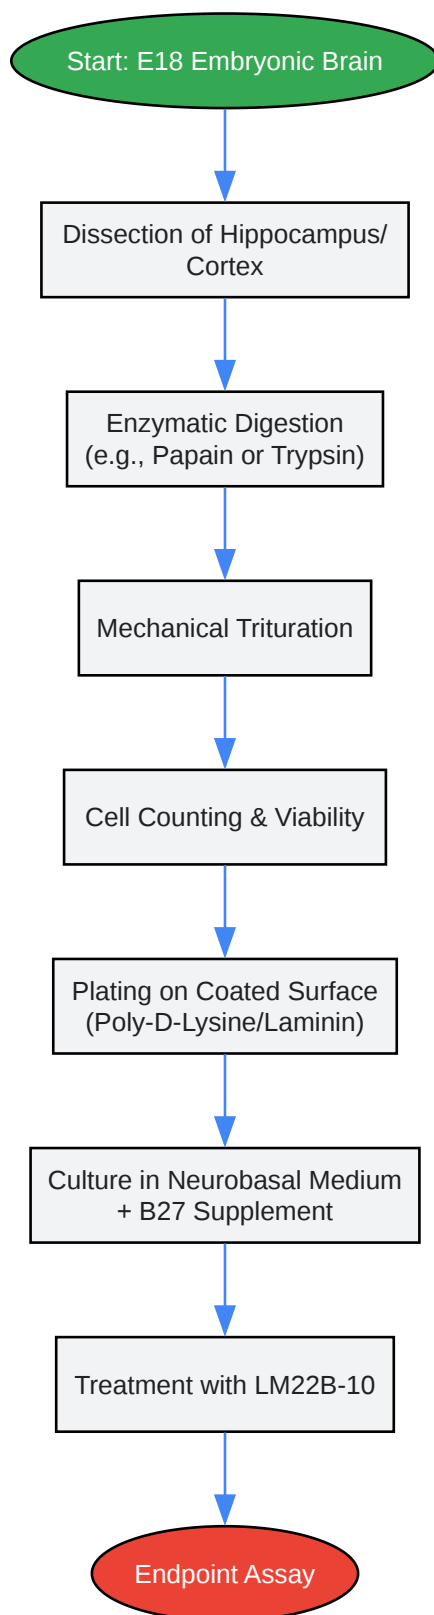 Start: E18 Embryonic Brain
Dissection of Hippocampus/
Cortex
Enzymatic Digestion
(e.g., Papain or Trypsin)
Mechanical Trituration
Cell Counting & Viability
Plating on Coated Surface
(Poly-D-Lysine/Laminin)
Culture in Neurobasal Medium
+ B27 Supplement
Treatment with LM22B-10
Endpoint Assay